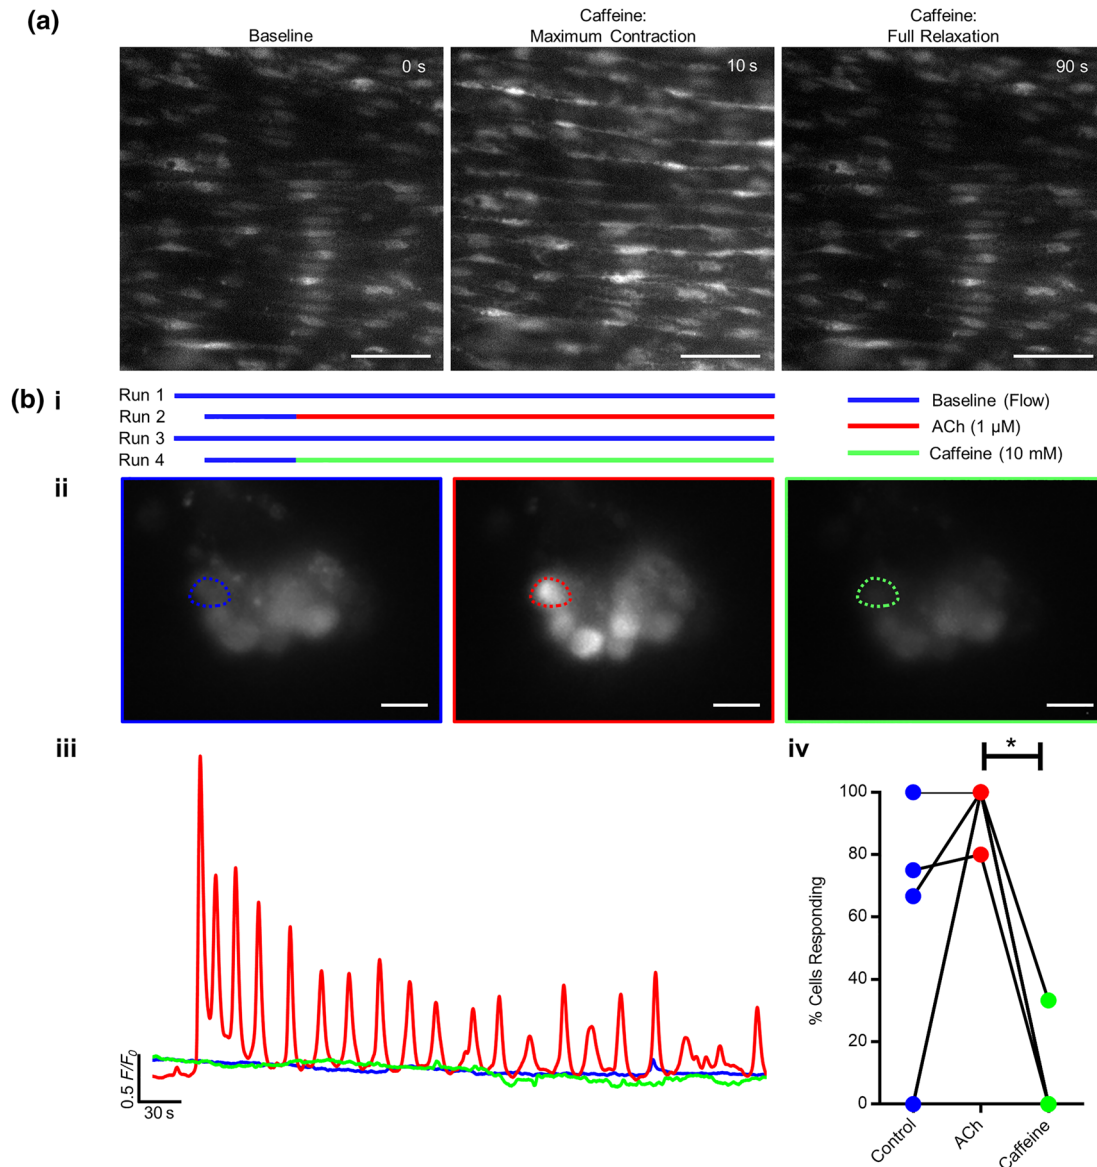 (a)
Baseline
Caffeine:
Maximum Contraction
Caffeine:
Full Relaxation
0 s
10 s
90 s
(b) i
Run 1
Run 2
Run 3
Run 4
Baseline (Flow)
ACh (1 µM)
Caffeine (10 mM)
ii
iii
0.5 F/F0
30 s
iv
*
% Cells Responding
100
80
60
40
20
0
Control
ACh
Caffeine